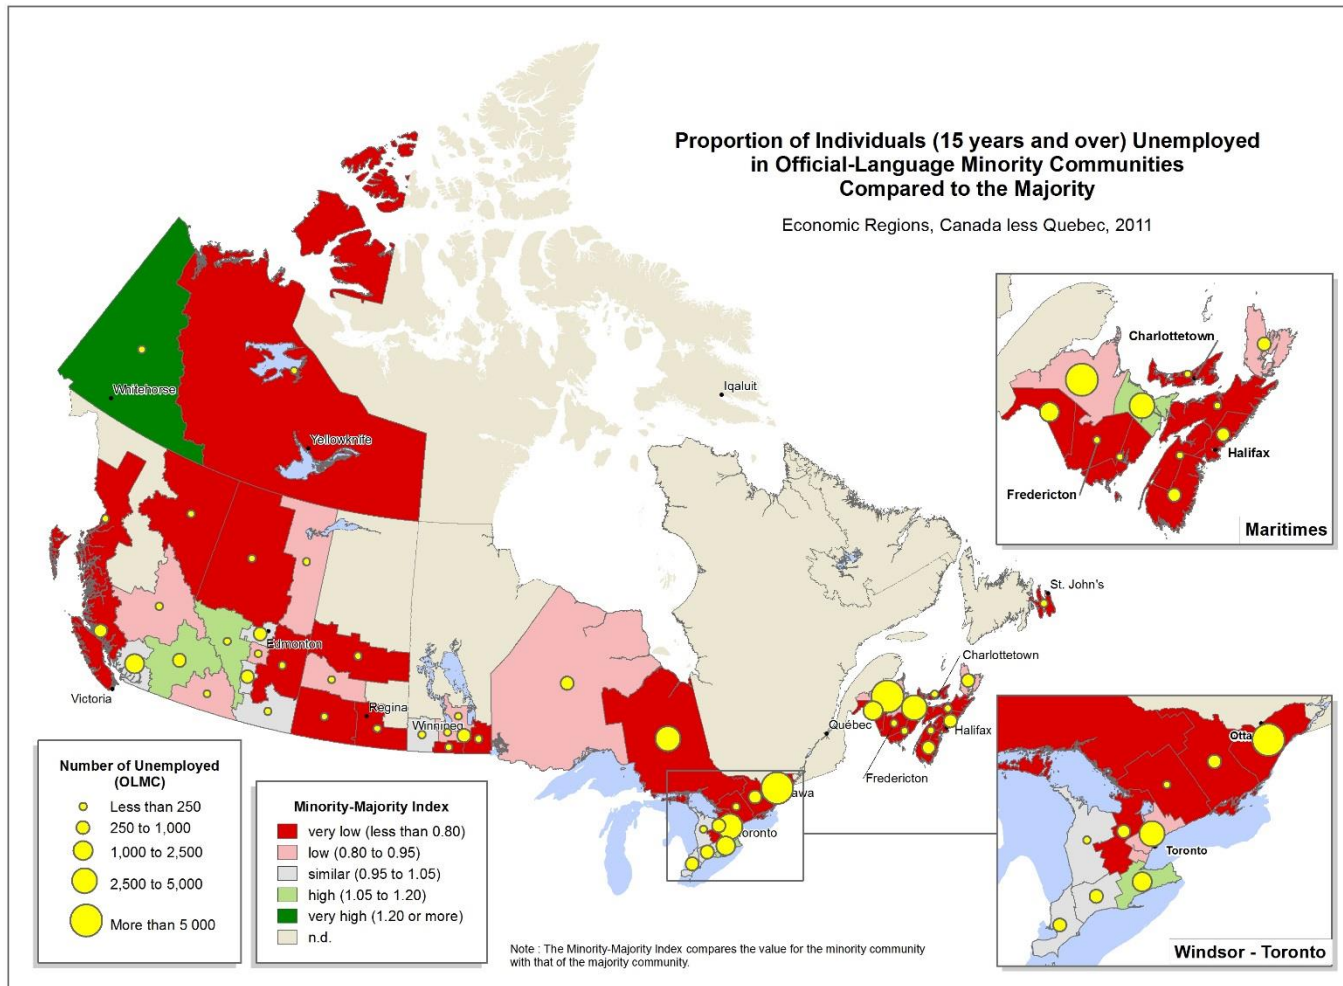 Proportion of Individuals (15 years and over) Unemployed
in Official-Language Minority Communities
Compared to the Majority
Economic Regions, Canada less Quebec, 2011
Charlottetown
Halifax
Fredericton
Maritimes
Whitehorse
Yellowknife
Iqaluit
St. John's
Edmonton
Charlottetown
Victoria
Regina
Winnipeg
Québec
Halifax
Fredericton
awa
oronto
Otta
Toronto
Windsor - Toronto
Number of Unemployed
(OLMC)
Less than 250
250 to 1,000
1,000 to 2,500
2,500 to 5,000
More than 5 000
Minority-Majority Index
very low (less than 0.80)
low (0.80 to 0.95)
similar (0.95 to 1.05)
high (1.05 to 1.20)
very high (1.20 or more)
n.d.
Note : The Minority-Majority Index compares the value for the minority community
with that of the majority community.